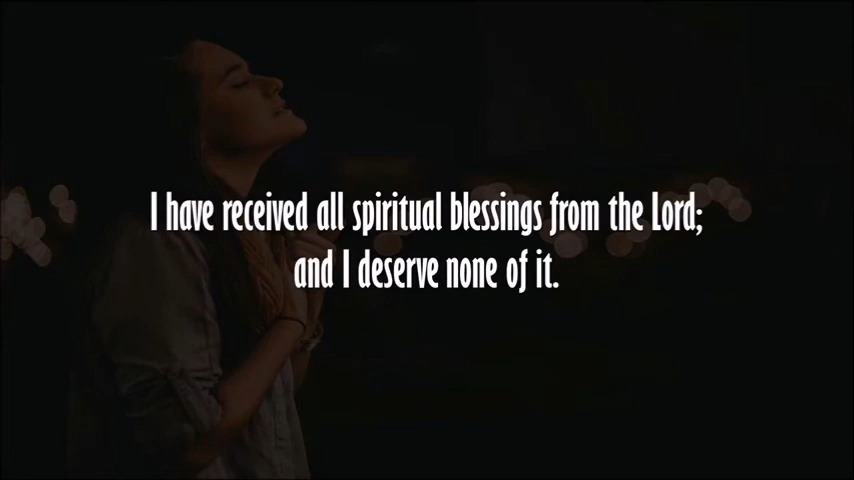 I have received all spiritual blessings from the Lord;
and I deserve none of it.